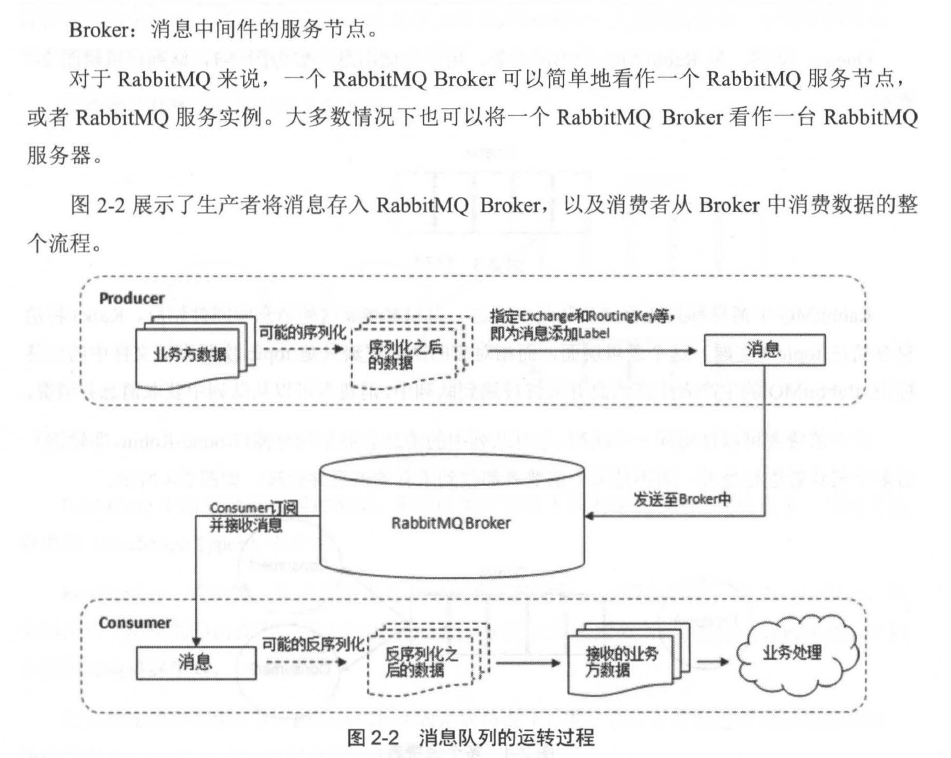 Broker：消息中间件的服务节点。
对于 RabbitMQ 来说，一个 RabbitMQ Broker 可以简单地看作一个 RabbitMQ 服务节点，
或者 RabbitMQ 服务实例。大多数情况下也可以将一个 RabbitMQ Broker 看作一台 RabbitMQ
服务器。
图 2-2 展示了生产者将消息存入 RabbitMQ Broker，以及消费者从 Broker 中消费数据的整
个流程。
Producer
业务方数据
可能的序列化
序列化之后
的数据
指定Exchange和RoutingKey等，
即为消息添加Label
消息
发送至Broker中
RabbitMQ Broker
Consumer订阅
并接收消息
Consumer
消息
可能的反序列化
反序列化之
后的数据
接收的业务
方数据
业务处理
图 2-2 消息队列的运转过程